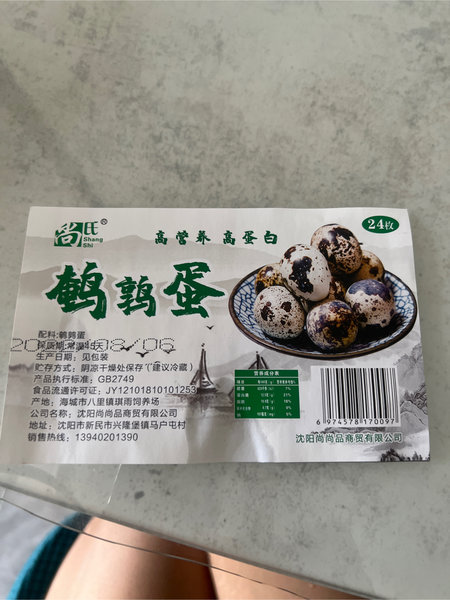 尚氏®
Shang
Shi
高营养 高蛋白
24枚
鹌鹑蛋
配料:鹌鹑蛋
生产日期: 见包装
贮存方式: 阴凉干燥处保存(建议冷藏)
产品执行标准: GB2749
食品流通许可证: JY12101810101253
产地: 海城市八里镇祺雨饲养场
公司名称: 沈阳尚尚品商贸有限公司
地址: 沈阳市新民市兴隆堡镇马户屯村
销售热线: 13940201390
营养成分表
6 974578 170097
沈阳尚尚品商贸有限公司